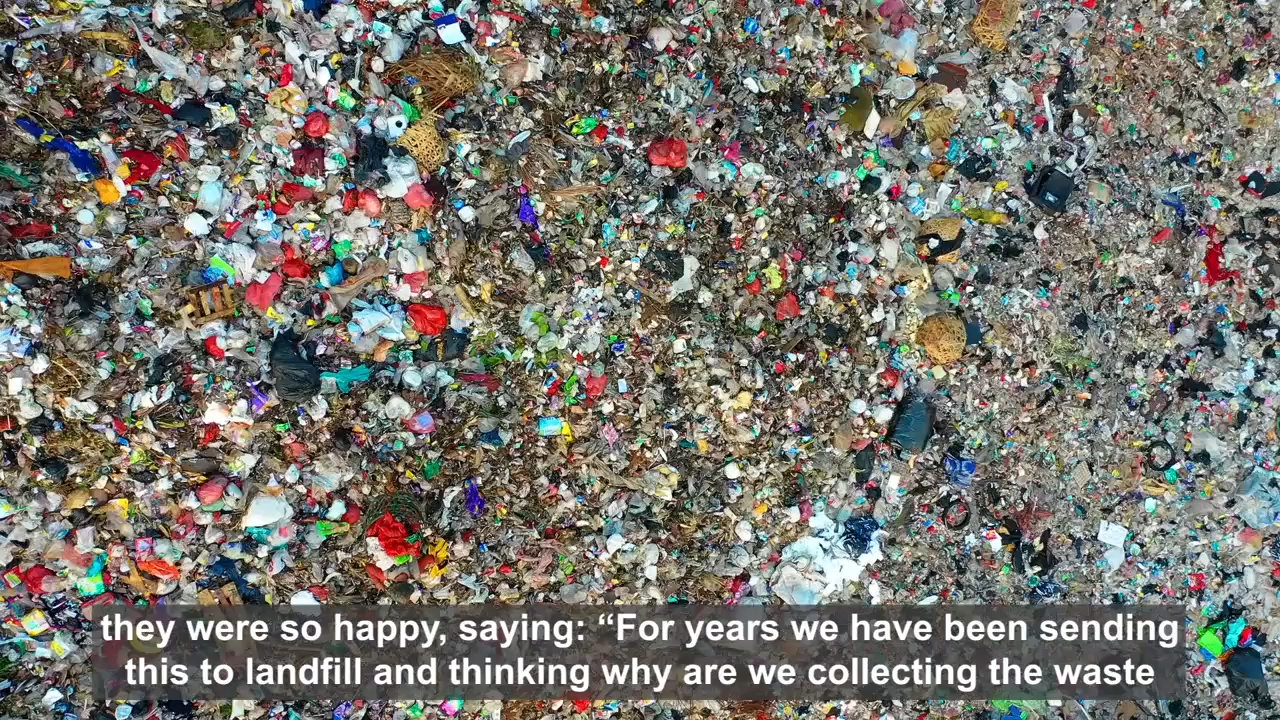 they were so happy, saying: “For years we have been sending
this to landfill and thinking why are we collecting the waste